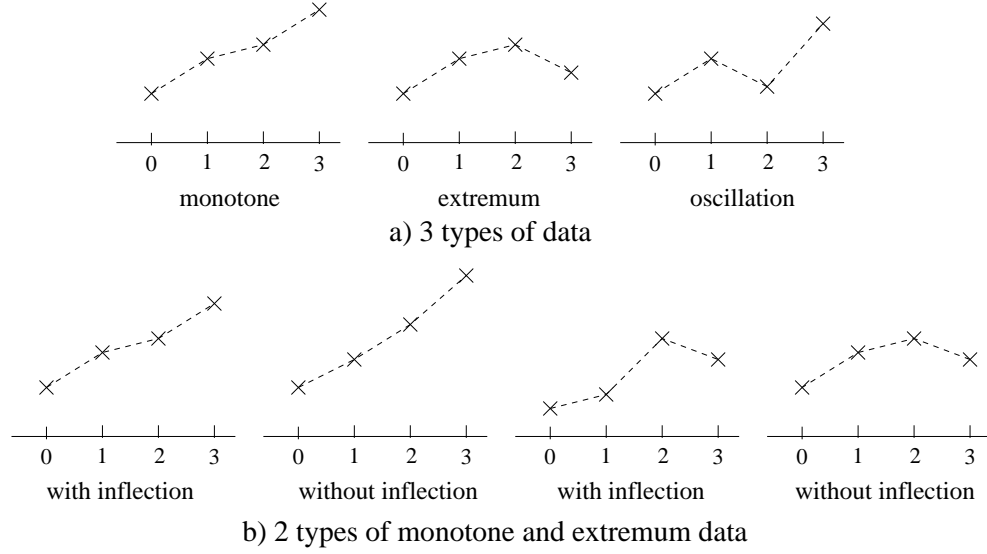 0 1 2 3 0 1 2 3 0 1 2 3
monotone extremum oscillation
a) 3 types of data
0 1 2 3 0 1 2 3 0 1 2 3 0 1 2 3
with inflection without inflection with inflection without inflection
b) 2 types of monotone and extremum data